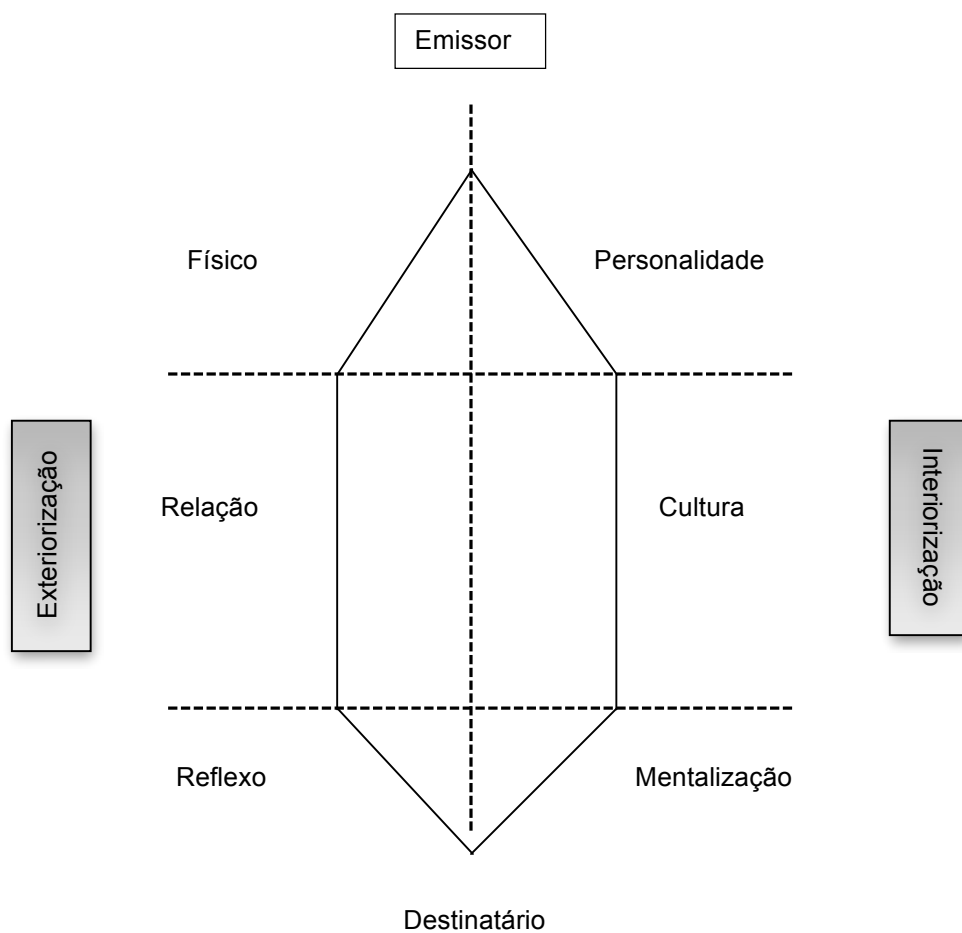 Emissor
Físico
Personalidade
Exteriorização
Relação
Cultura
Interiorização
Reflexo
Mentalização
Destinatário